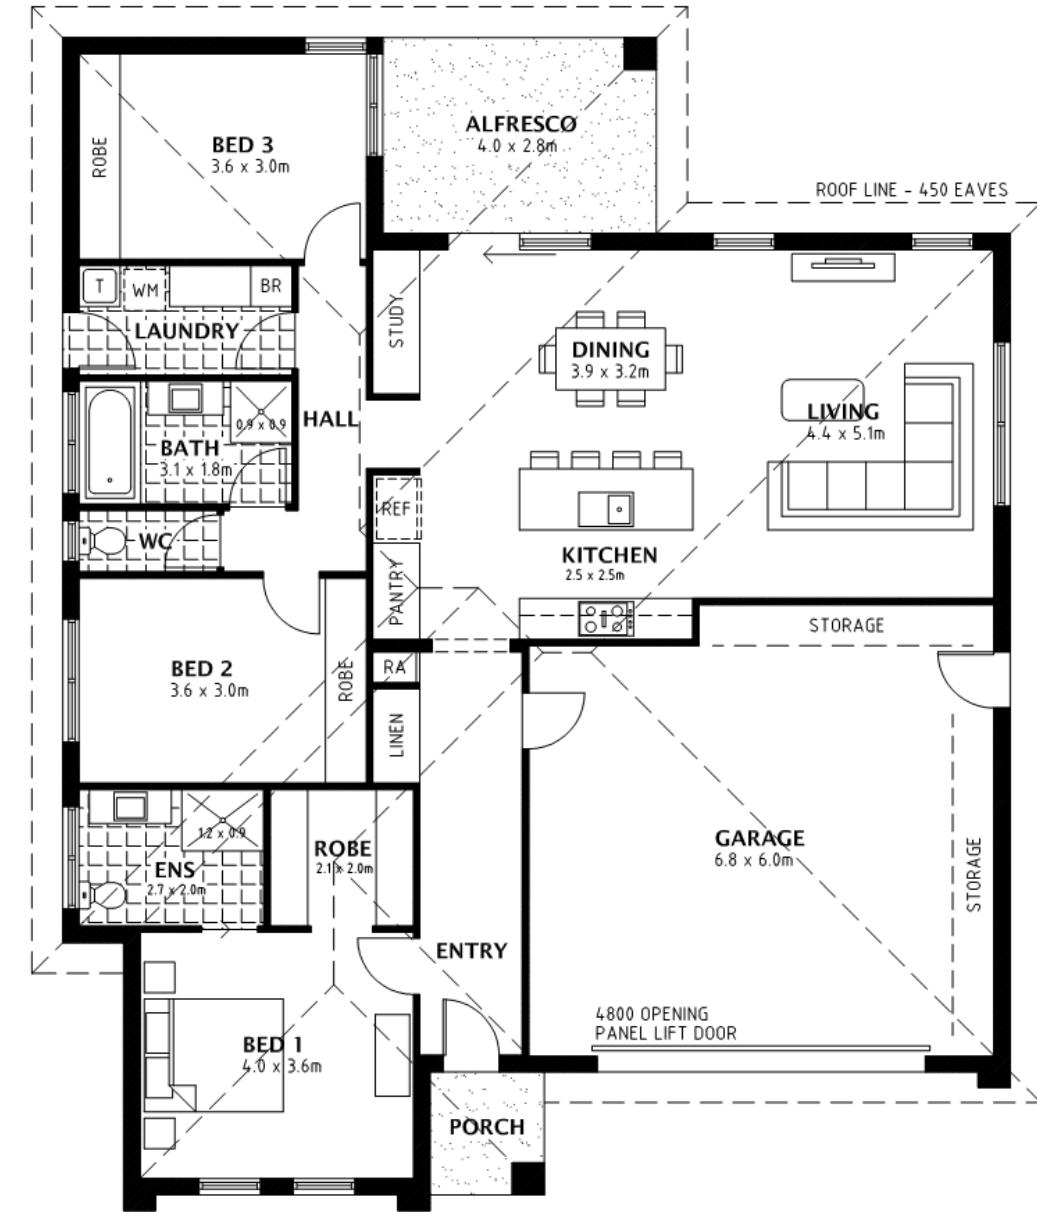 BED 3
3.6 x 3.0m
ROBE
ALFRESCO
4.0 x 2.8m
ROOF LINE - 450 EAVES
T
WM
BR
LAUNDRY
STUDY
DINING
3.9 x 3.2m
LIVING
4.4 x 5.1m
HALL
0.9 x 0.9
BATH
3.1 x 1.8m
REF
WC
KITCHEN
2.5 x 2.5m
PANTRY
STORAGE
BED 2
3.6 x 3.0m
ROBE
RA
LINEN
GARAGE
6.8 x 6.0m
STORAGE
1.2 x 0.9
ENS
2.7 x 2.0m
ROBE
2.1 x 2.0m
ENTRY
4800 OPENING
PANEL LIFT DOOR
BED 1
4.0 x 3.6m
PORCH